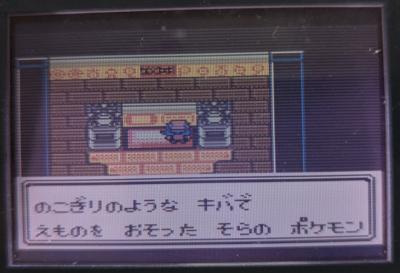 のこぎりのような　キバで
えものを　おそった　そらの　ポケモン